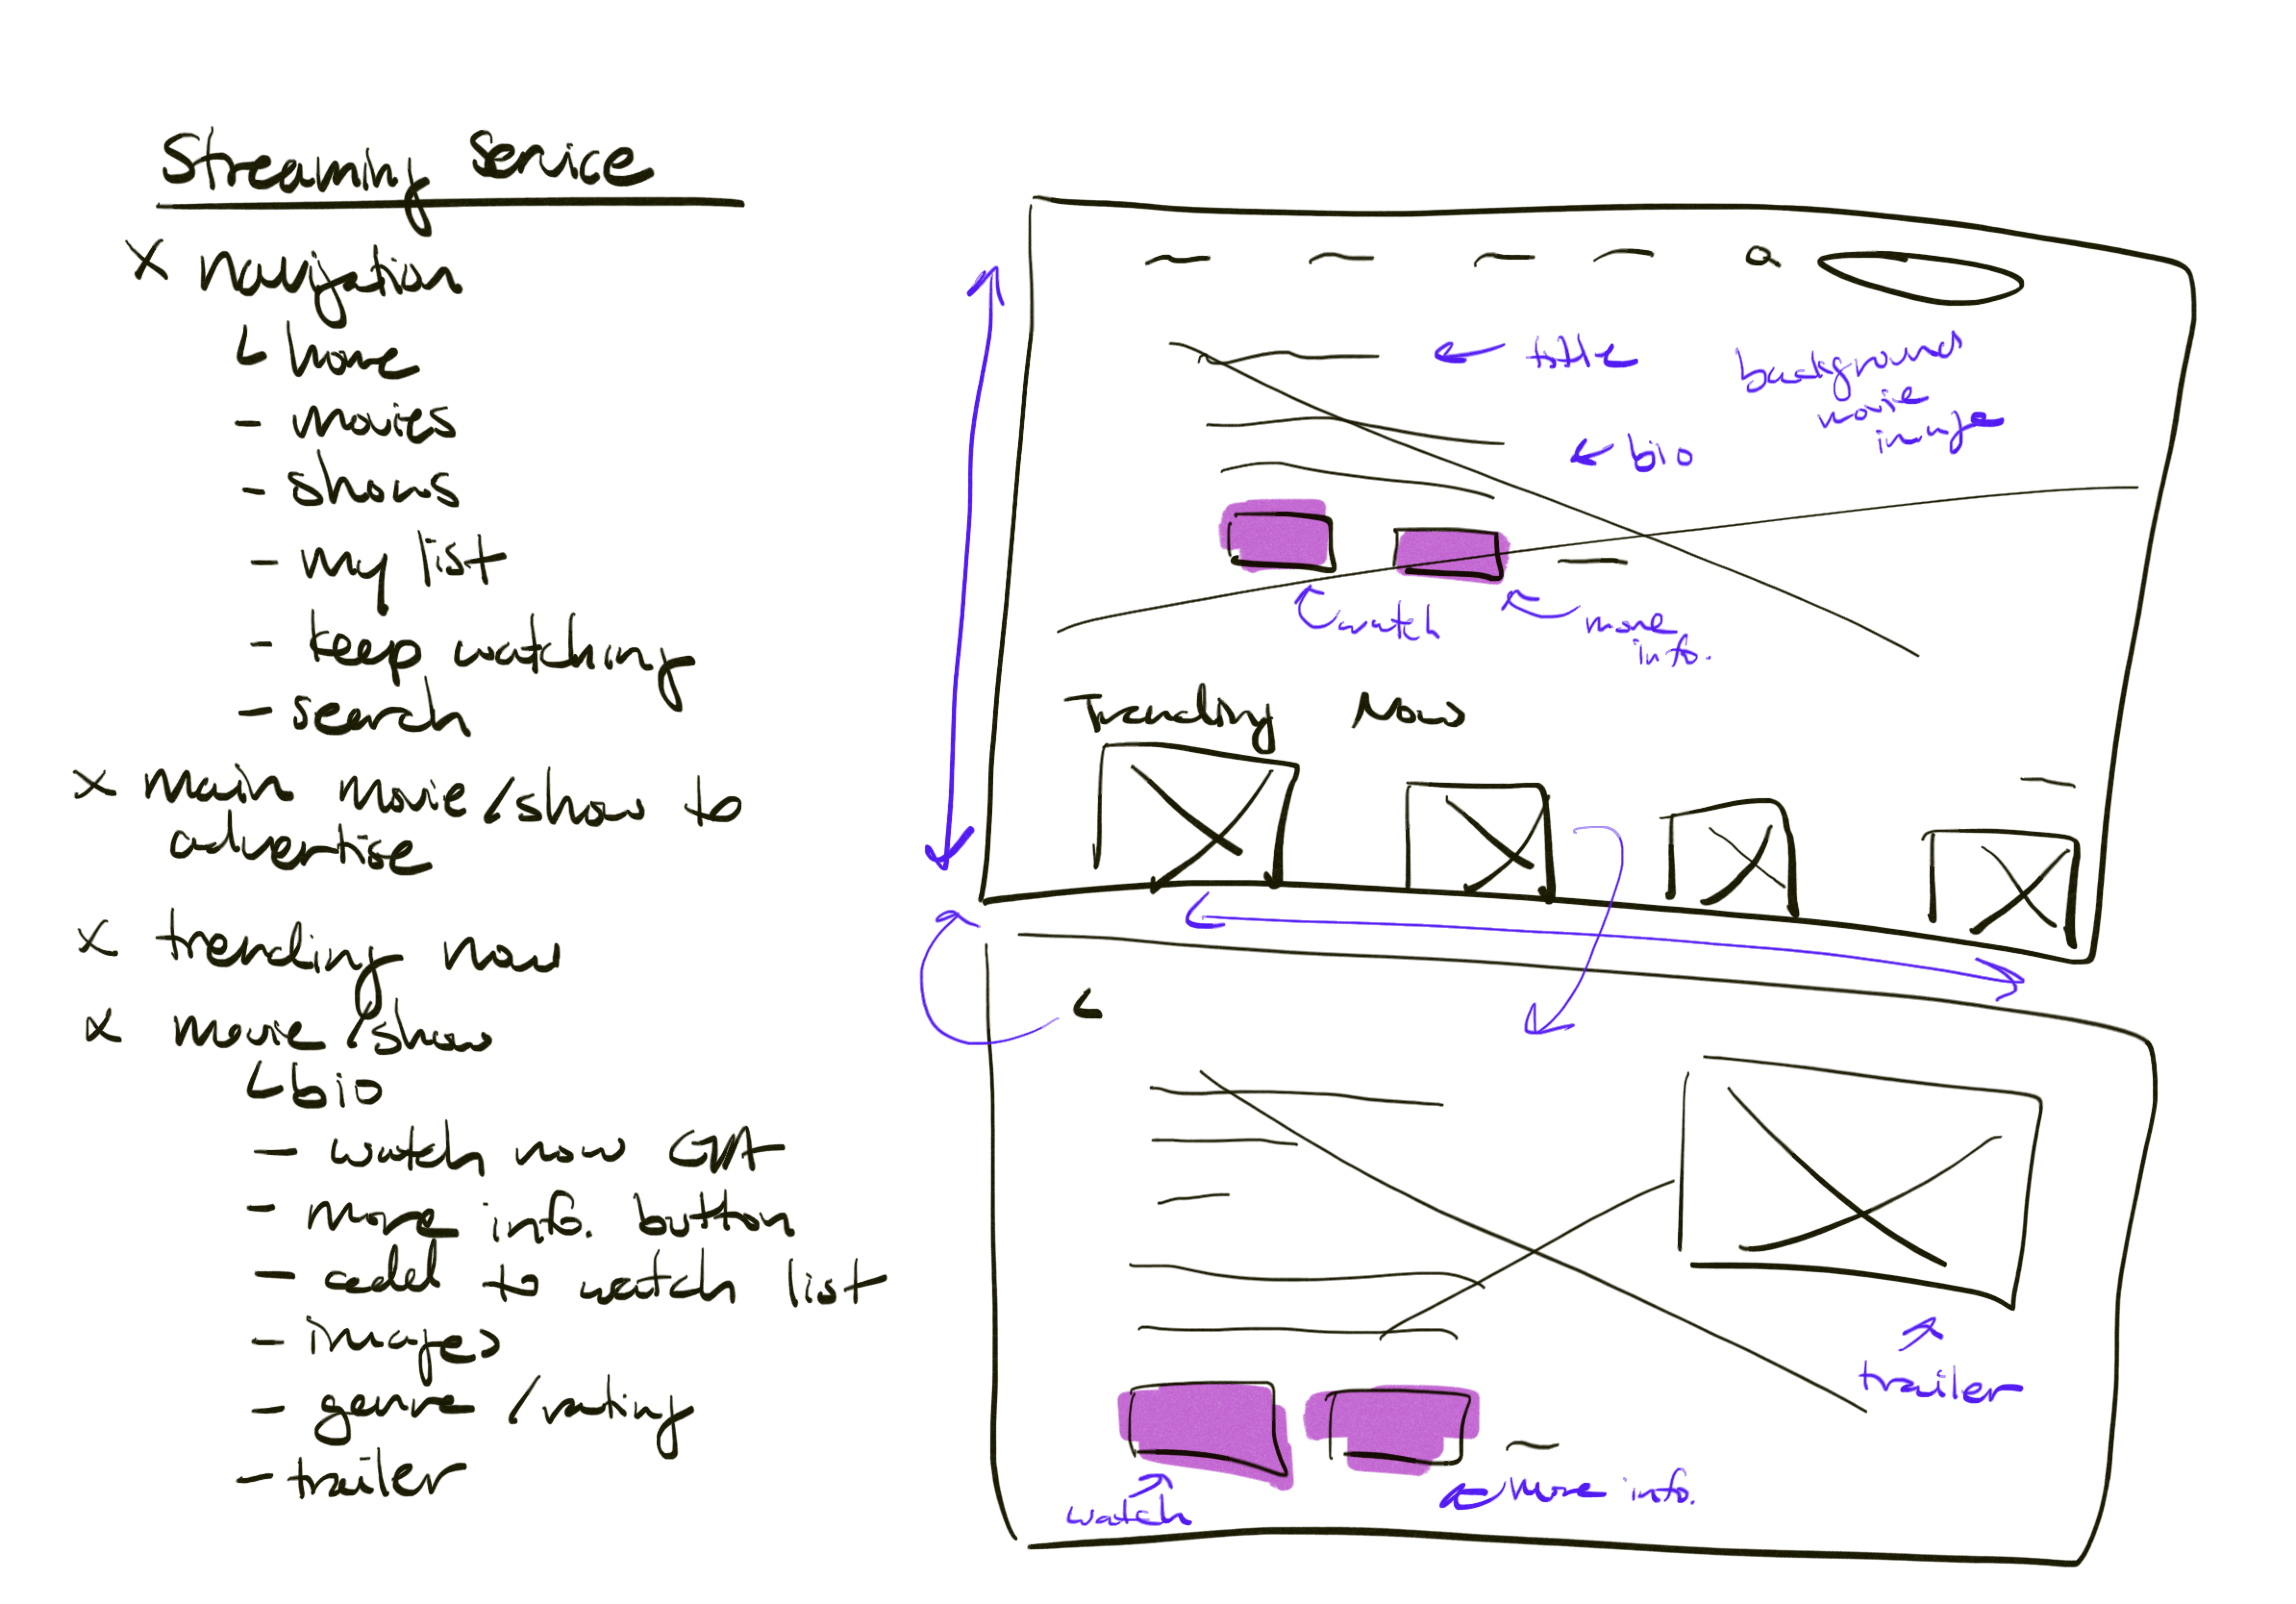 Streaming Service
x navigation
↳ home
- movies
- shows
- my list
- keep watching
- search
x main movie/show to
advertise
x trending now
x movie/show
↳ bio
- watch now CTA
- more info. button
- add to watch list
- images
- genre/rating
- trailer
← title
background
movie
image
← bio
watch
more
info.
Trending Now
trailer
watch
more info.